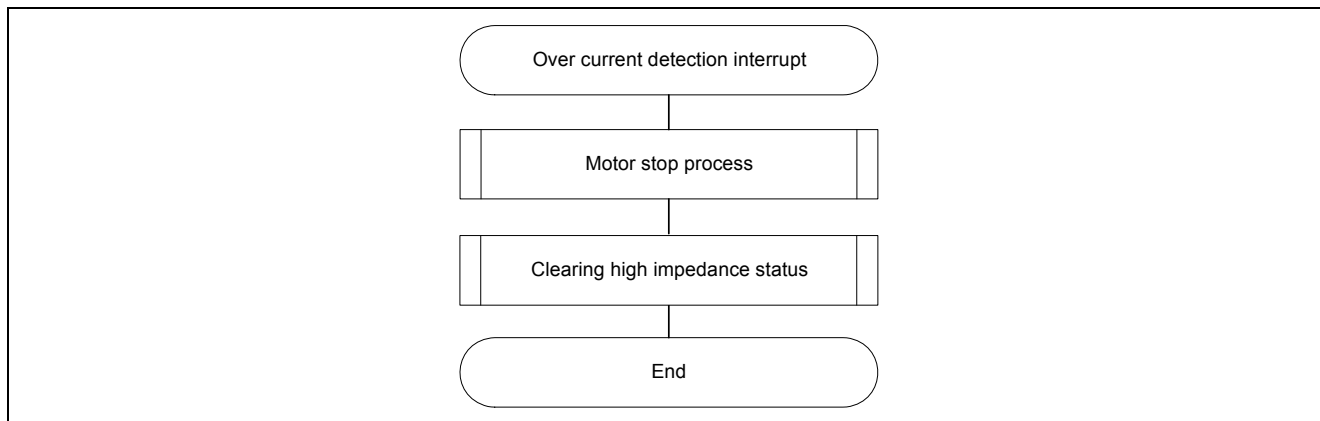 Over current detection interrupt
Motor stop process
Clearing high impedance status
End